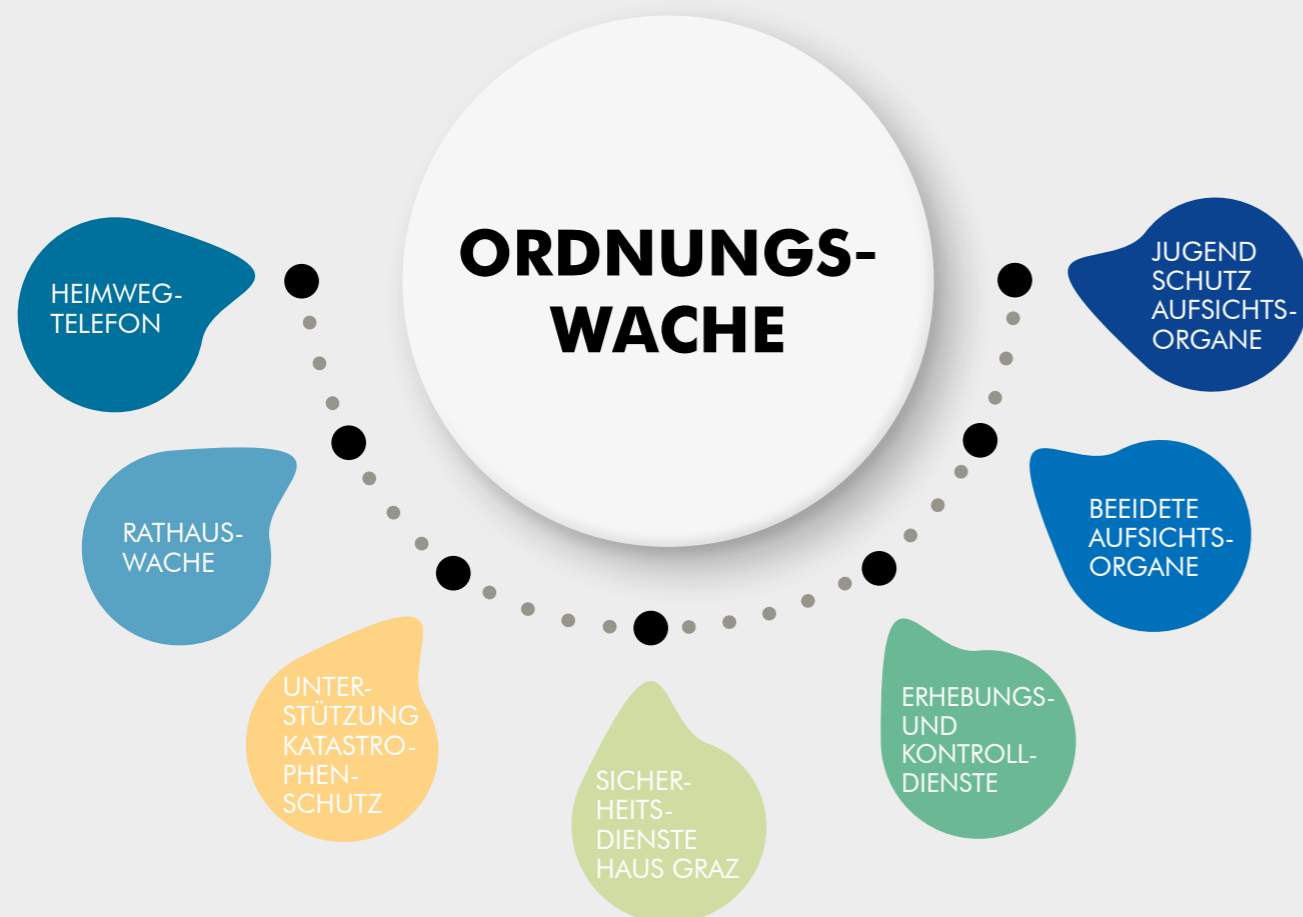 ORDNUNGS-
WACHE
HEIMWEG-
TELEFON
RATHAUS-
WACHE
UNTER-
STÜTZUNG
KATASTRO-
PHEN-
SCHUTZ
SICHER-
HEITS-
DIENSTE
HAUS GRAZ
ERHEBUNGS-
UND
KONTROLL-
DIENSTE
BEEIDETE
AUFSICHTS-
ORGANE
JUGEND
SCHUTZ
AUFSICHTS-
ORGANE